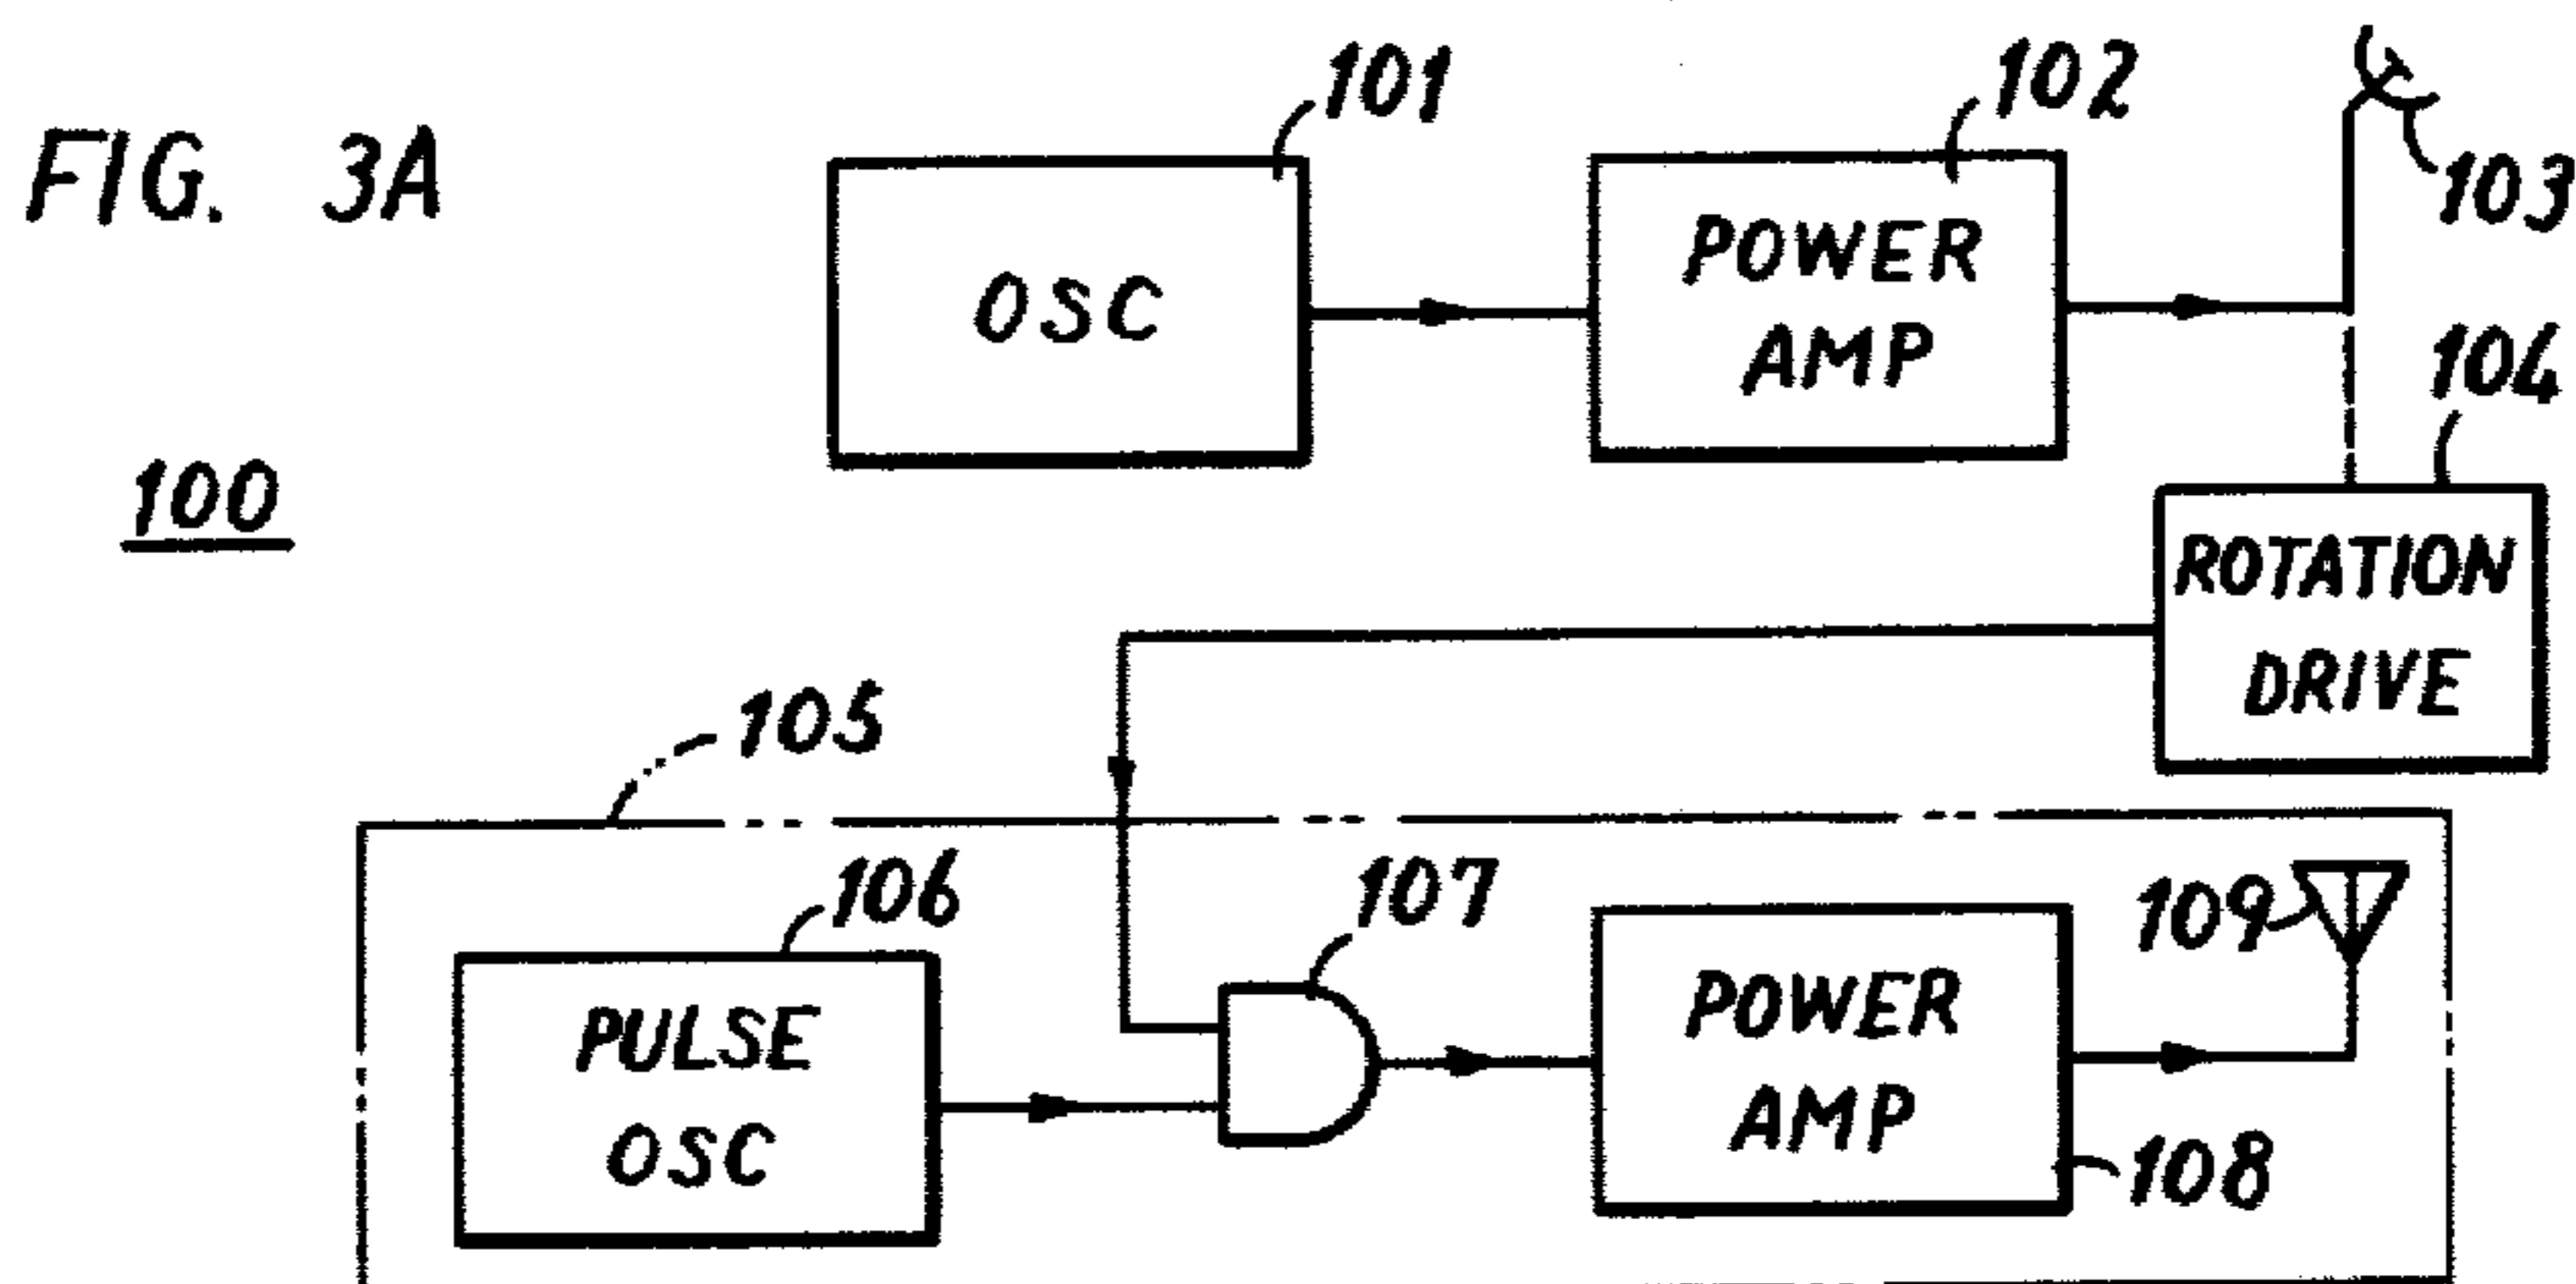 FIG. 3A
100
101
OSC
102
POWER
AMP
103
104
ROTATION
DRIVE
105
106
PULSE
OSC
107
POWER
AMP
108
109